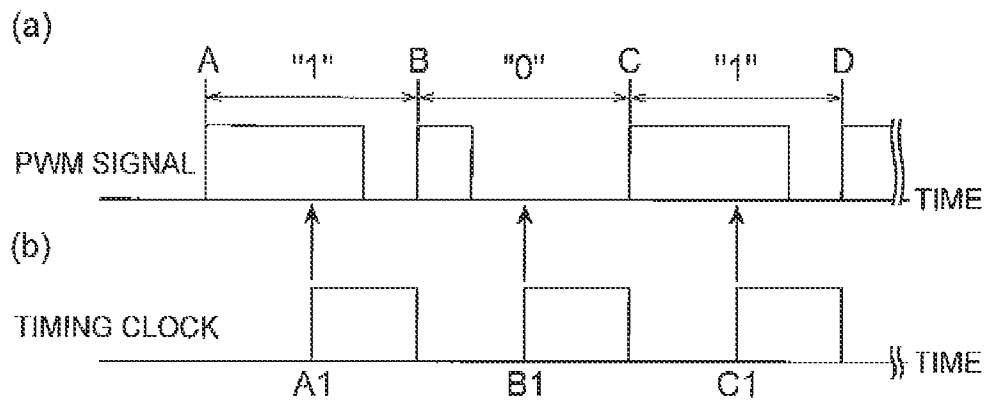 (a)
A "1" B "0" C "1" D
PWM SIGNAL
TIME
(b)
TIMING CLOCK
TIME
A1 B1 C1